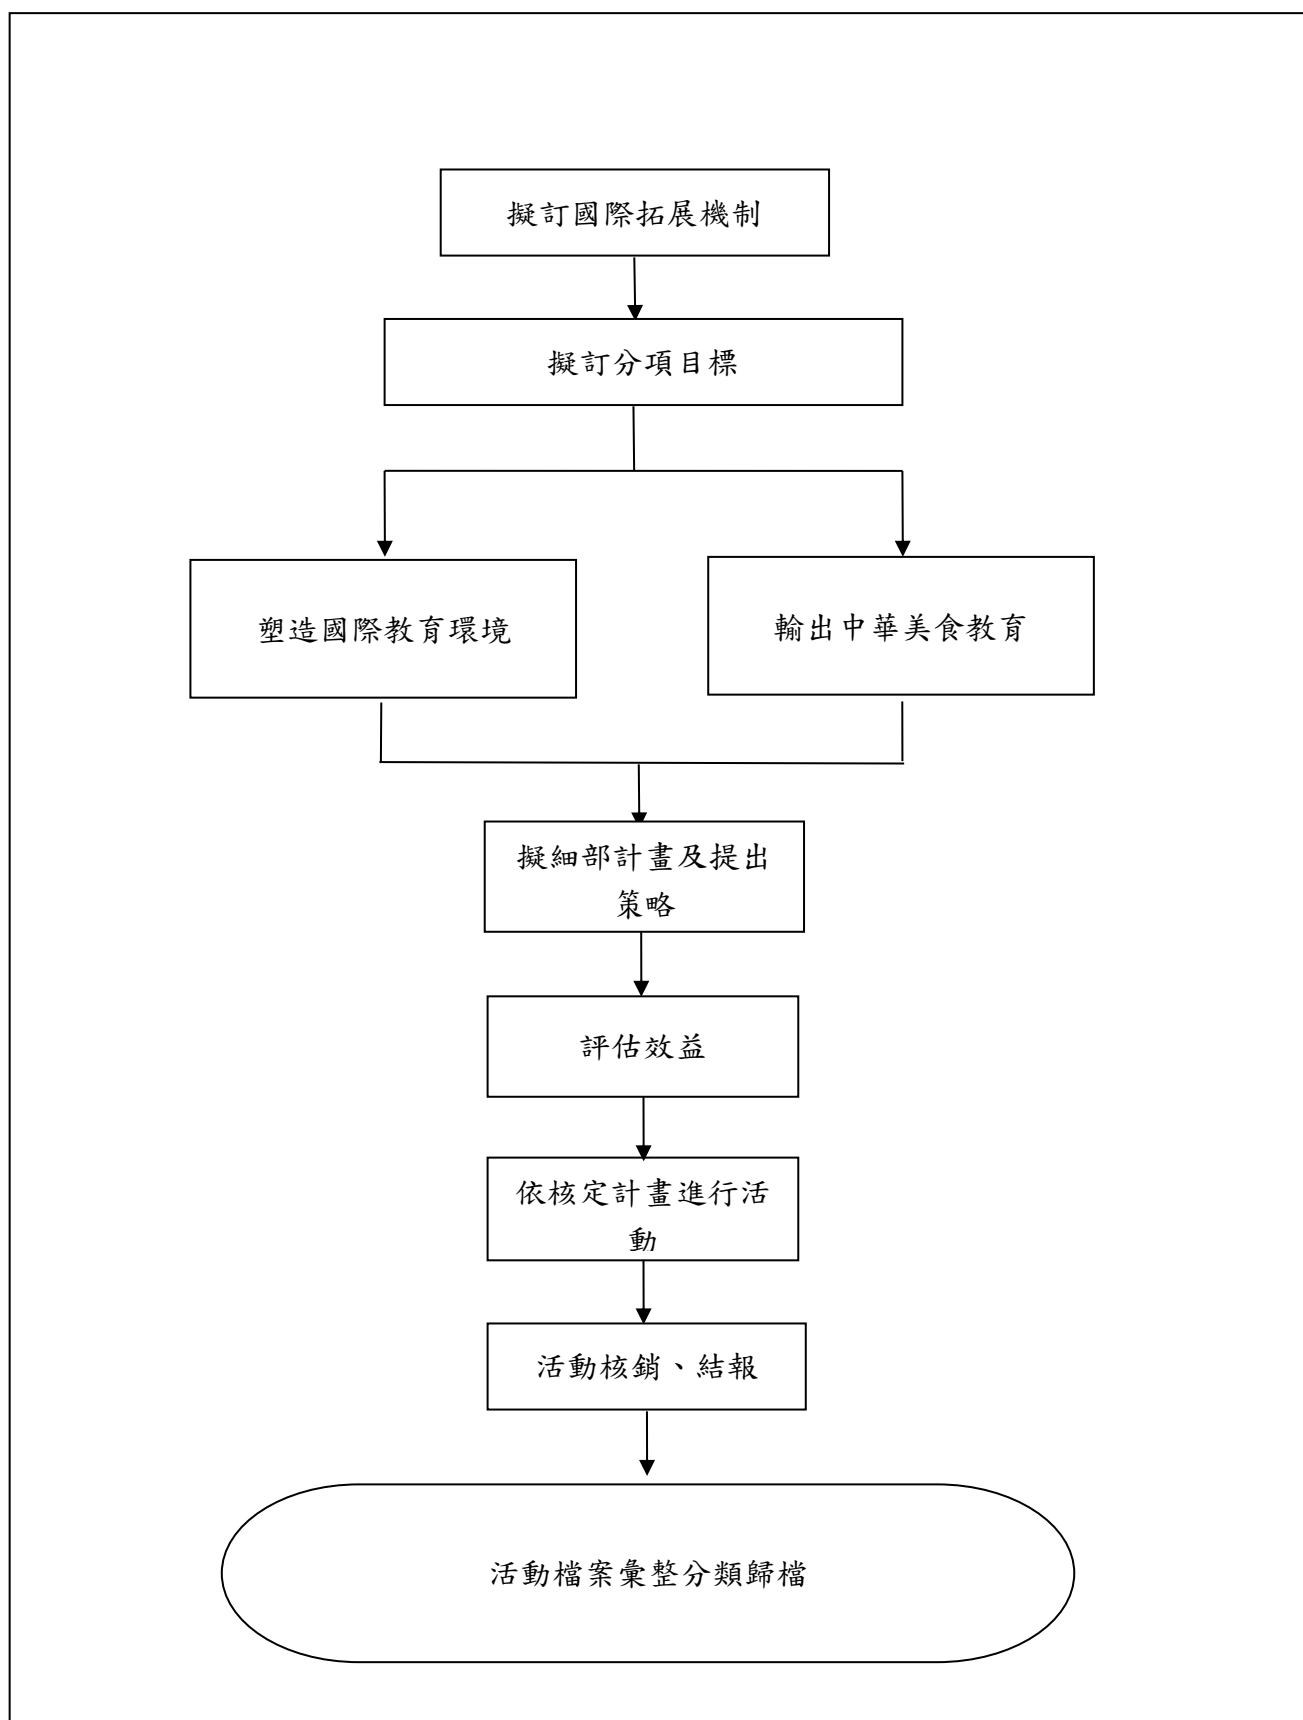 擬訂國際拓展機制
擬訂分項目標
塑造國際教育環境
輸出中華美食教育
擬細部計畫及提出
策略
評估效益
依核定計畫進行活
動
活動核銷、結報
活動檔案彙整分類歸檔